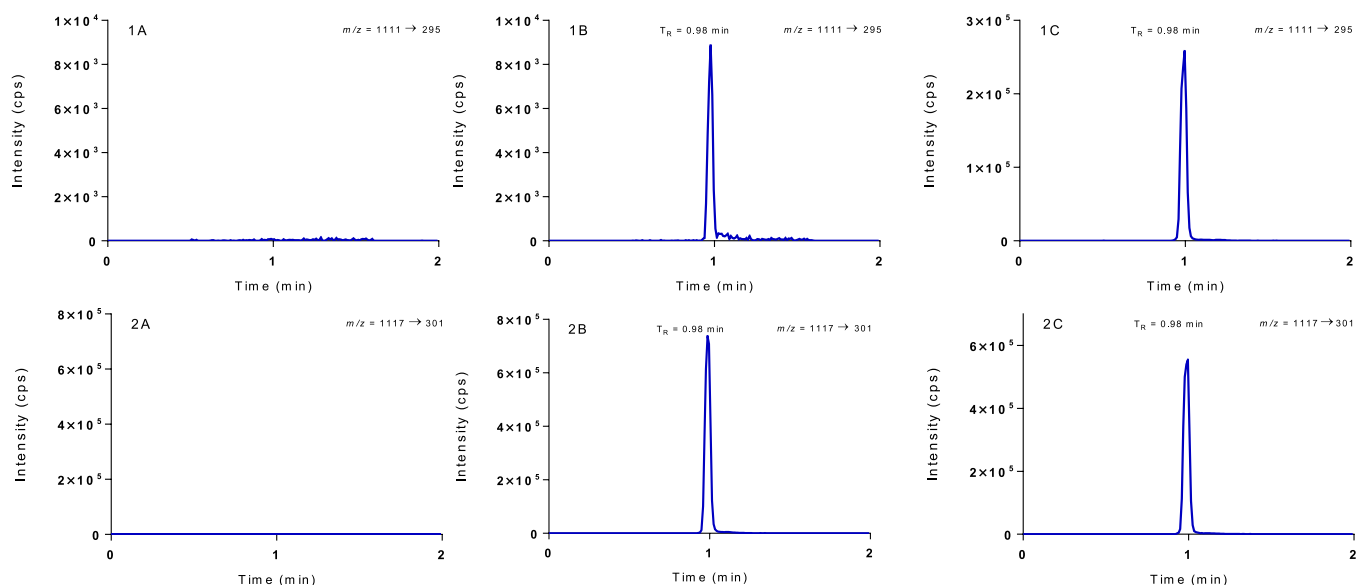 1A
m/z = 1111 → 295
1×10⁴
8×10³
6×10³
4×10³
2×10³
0
Intensity (cps)
0 1 2
Time (min)
1B
T_R = 0.98 min
m/z = 1111 → 295
1×10⁴
8×10³
6×10³
4×10³
2×10³
0
Intensity (cps)
0 1 2
Time (min)
1C
T_R = 0.98 min
m/z = 1111 → 295
3×10⁵
2×10⁵
1×10⁵
0
Intensity (cps)
0 1 2
Time (min)
2A
m/z = 1117 → 301
8×10⁵
6×10⁵
4×10⁵
2×10⁵
0
Intensity (cps)
0 1 2
Time (min)
2B
T_R = 0.98 min
m/z = 1117 → 301
8×10⁵
6×10⁵
4×10⁵
2×10⁵
0
Intensity (cps)
0 1 2
Time (min)
2C
T_R = 0.98 min
m/z = 1117 → 301
6×10⁵
4×10⁵
2×10⁵
0
Intensity (cps)
0 1 2
Time (min)